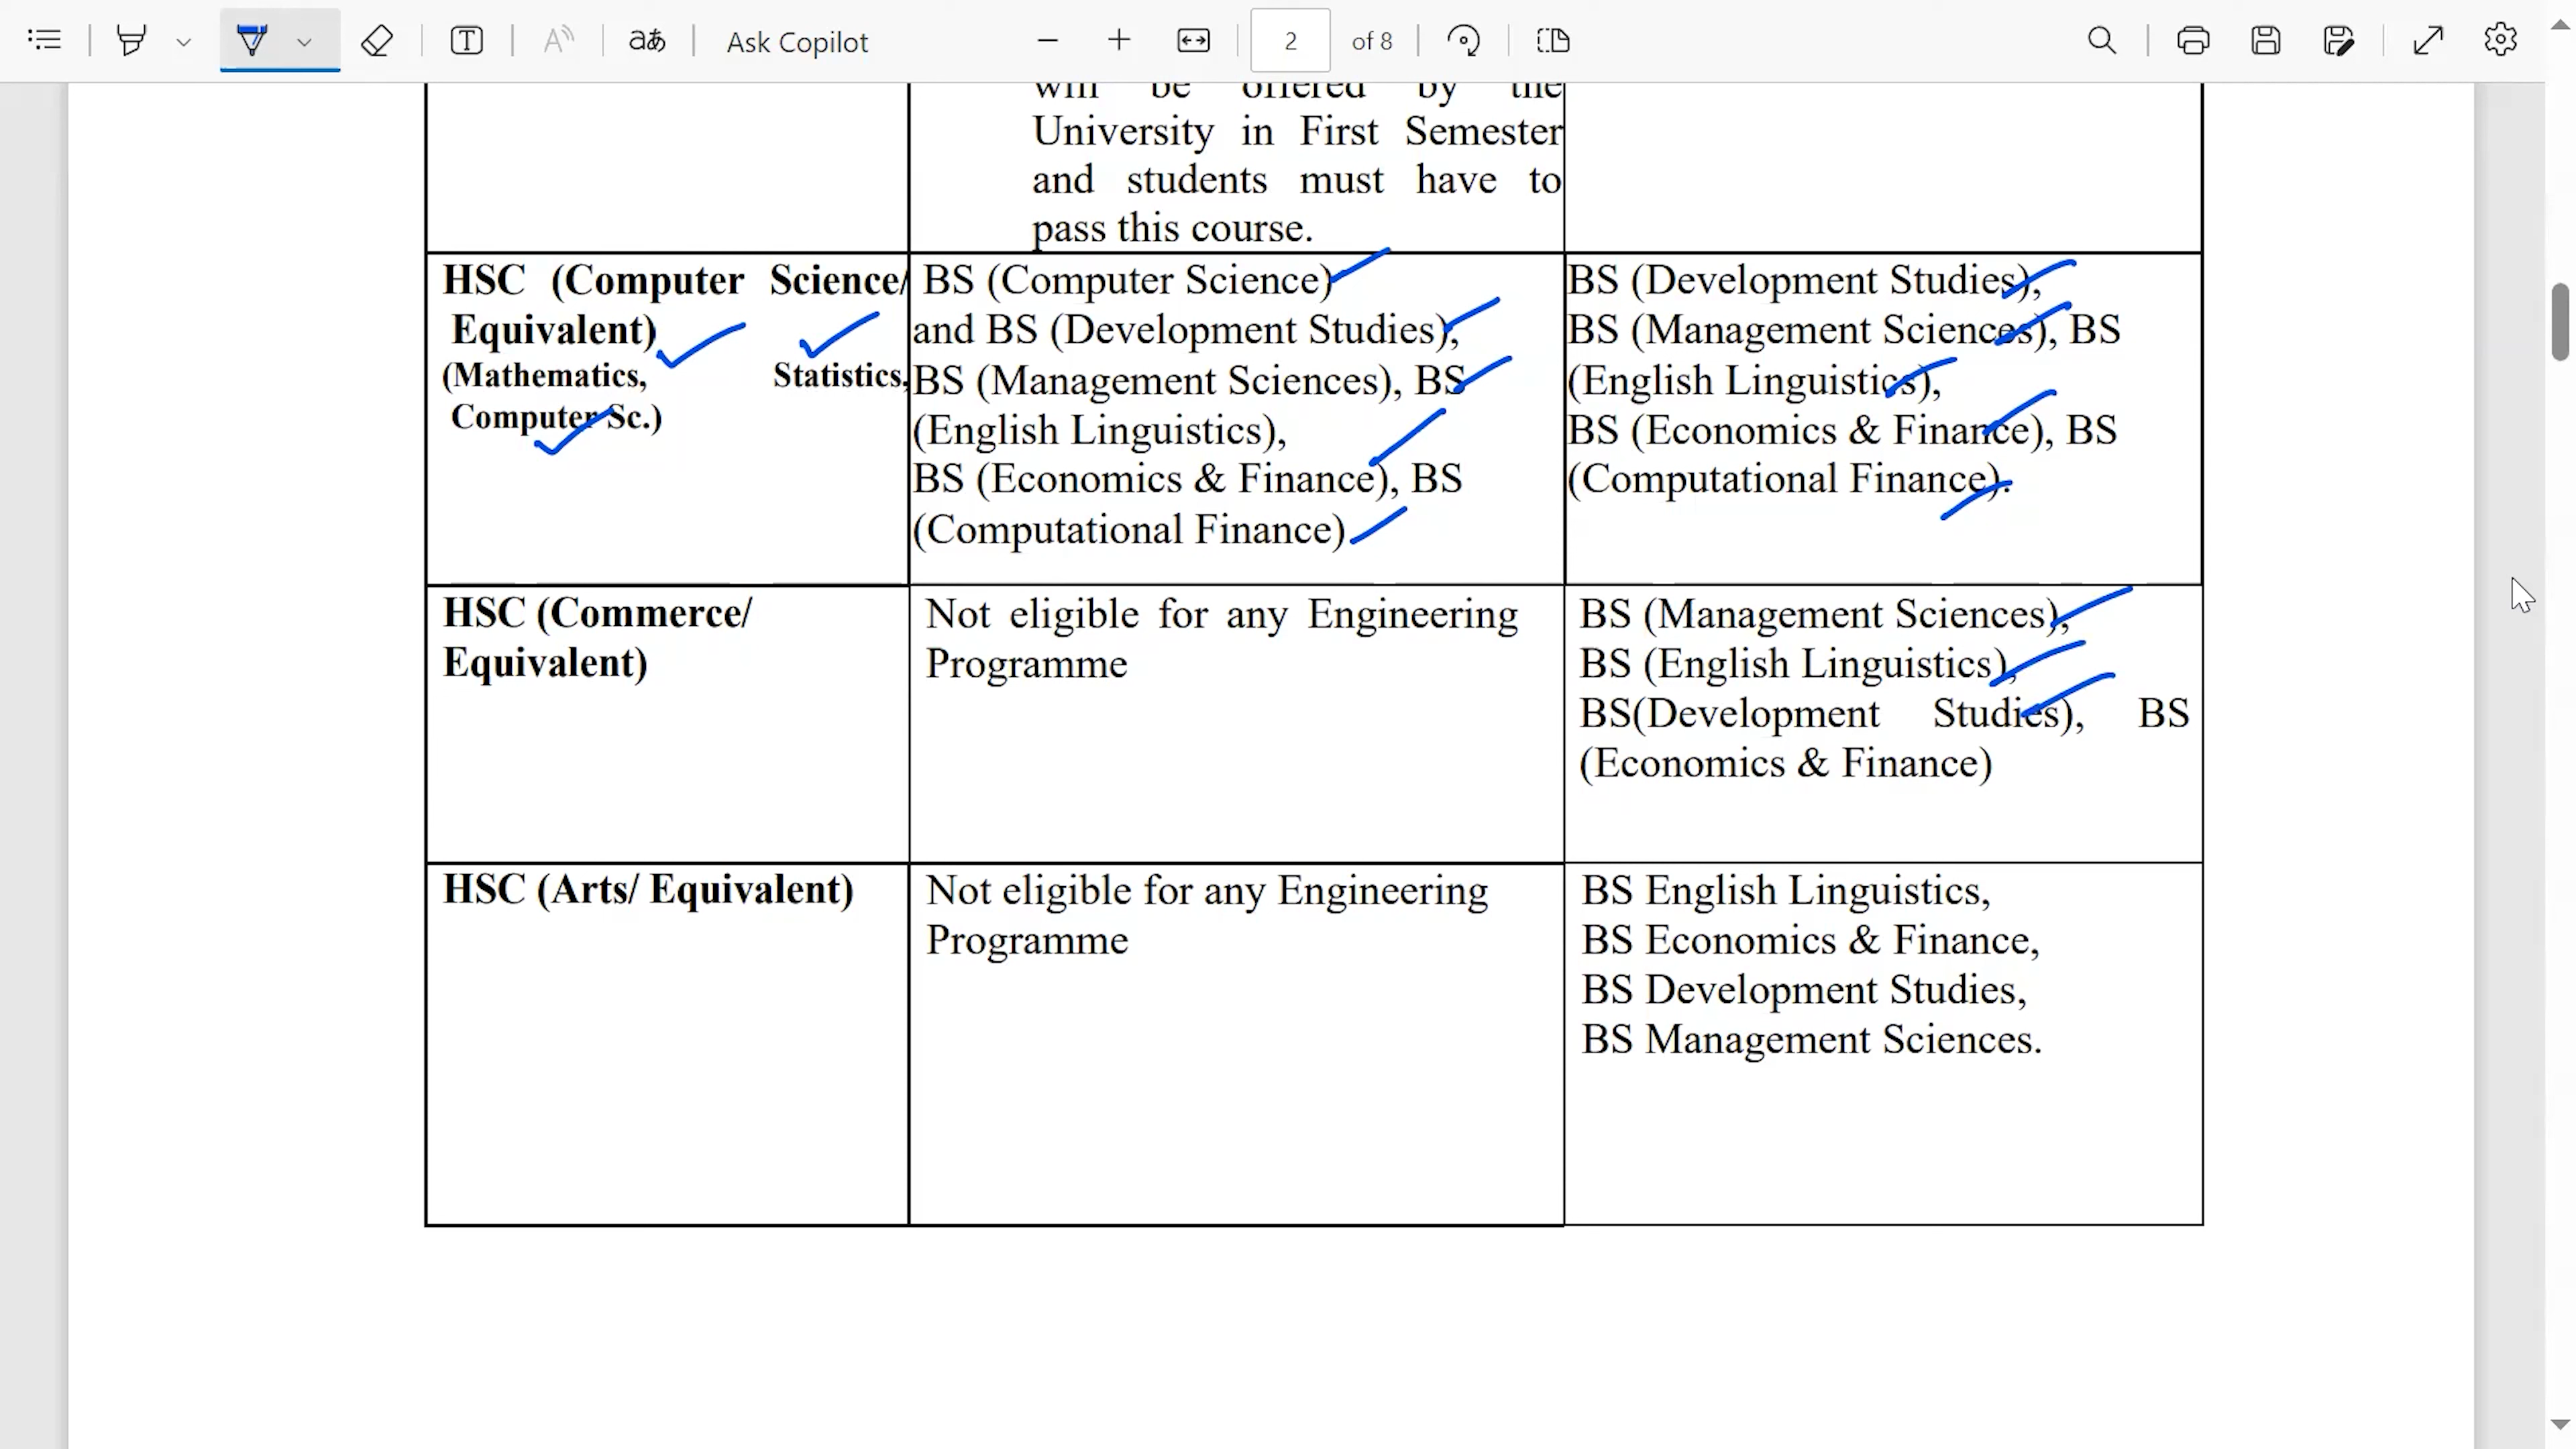 aあ Ask Copilot 2 of 8
will be offered by the
University in First Semester
and students must have to
pass this course.
HSC (Computer Science/
Equivalent)
(Mathematics, Statistics,
Computer Sc.)
BS (Computer Science)
and BS (Development Studies),
BS (Management Sciences), BS
(English Linguistics),
BS (Economics & Finance), BS
(Computational Finance)
BS (Development Studies),
BS (Management Sciences), BS
(English Linguistics),
BS (Economics & Finance), BS
(Computational Finance).
HSC (Commerce/
Equivalent)
Not eligible for any Engineering
Programme
BS (Management Sciences),
BS (English Linguistics),
BS(Development Studies), BS
(Economics & Finance)
HSC (Arts/ Equivalent)
Not eligible for any Engineering
Programme
BS English Linguistics,
BS Economics & Finance,
BS Development Studies,
BS Management Sciences.